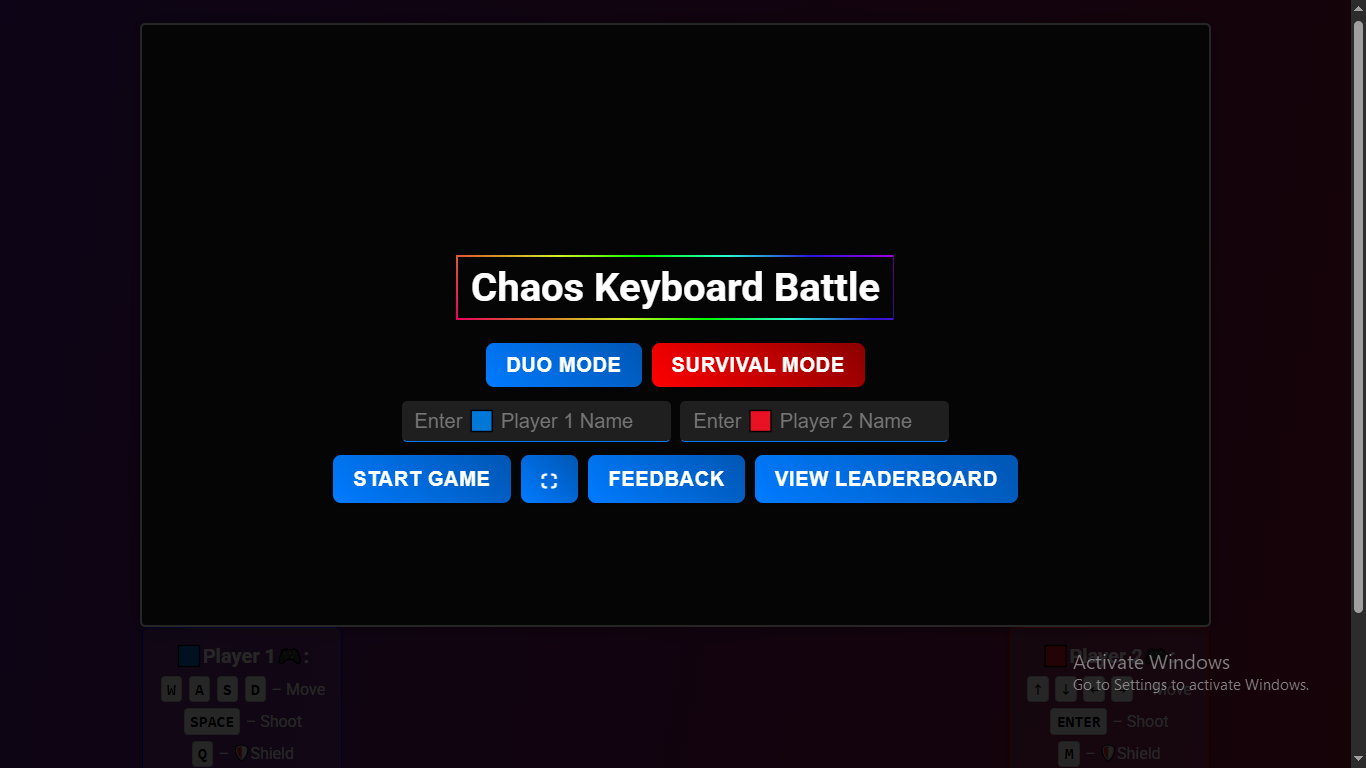 Chaos Keyboard Battle
DUO MODE SURVIVAL MODE
Enter 🟦 Player 1 Name Enter 🟥 Player 2 Name
START GAME FEEDBACK VIEW LEADERBOARD
🟦Player 1🎮:
W A S D – Move
SPACE – Shoot
Q – 🛡️Shield
🟥Player 2🎮:
↑ ↓ – Move
ENTER – Shoot
M – 🛡️Shield
Activate Windows
Go to Settings to activate Windows.